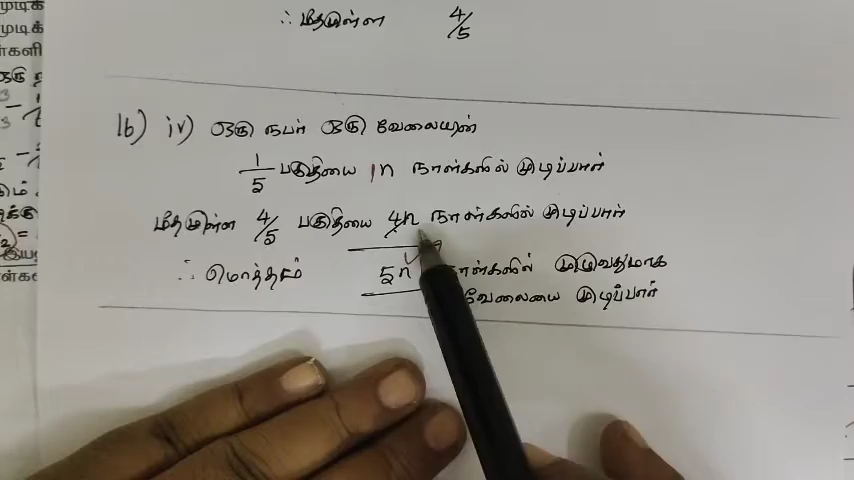 ∴ மீதமுள்ள 4/5
16) iv) ஒரு நபர் ஒரு வேலையின்
1/5 பகுதியை 1n நாள்களில் முடிப்பார்
மீதமுள்ள 4/5 பகுதியை 4n நாள்களில் முடிப்பார்
∴ மொத்தம் 5n நாள்களில் முழுவதுமாக
வேலையை முடிப்பார்